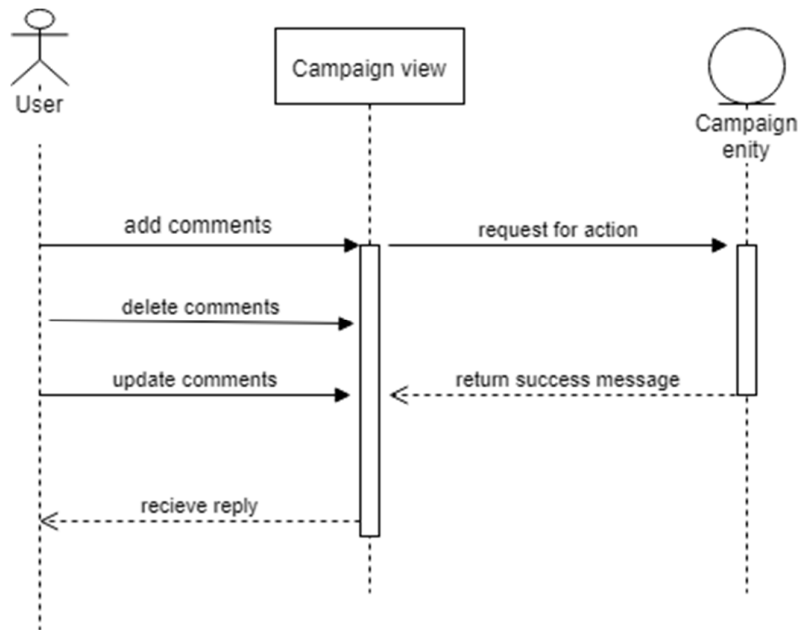 User
Campaign view
Campaign
enity
add comments
request for action
delete comments
update comments
return success message
recieve reply